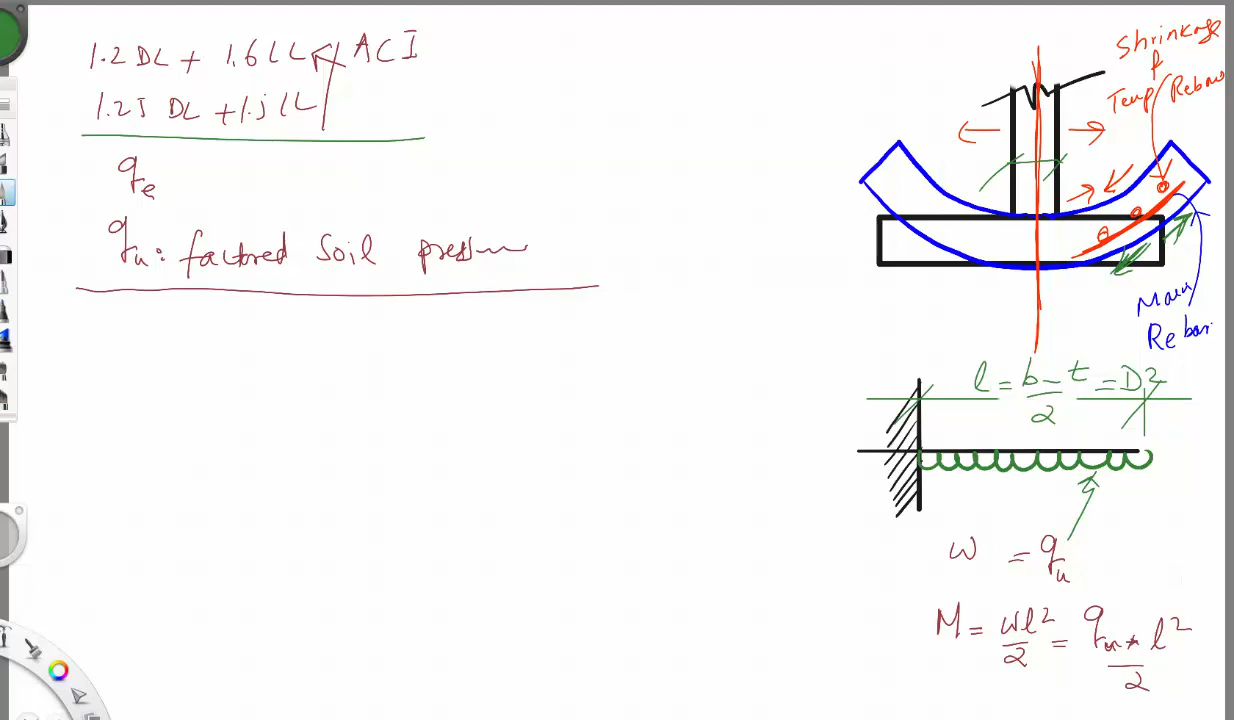 1.2 DL + 1.6 LL ACI
1.25 DL + 1.5 LL
qe
qu: factored Soil pressure
Shrinkage
&
Temp Rebar
Main
Rebar
l = b - t / 2 = D2
w = qu
M = wl²/2 = qu * l²/2